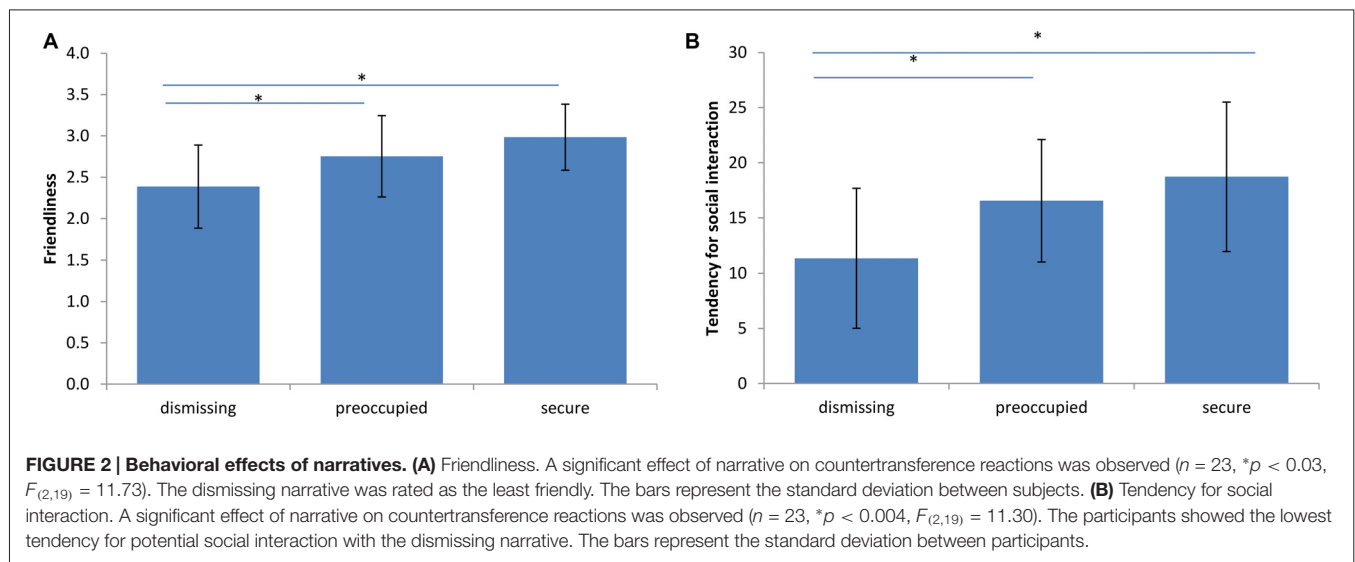 A
4.0
3.5
3.0
2.5
2.0
1.5
1.0
0.5
0.0
Friendliness
*
*
dismissing preoccupied secure
B
30
25
20
15
10
5
0
Tendency for social interaction
*
*
dismissing preoccupied secure
FIGURE 2 | Behavioral effects of narratives. (A) Friendliness. A significant effect of narrative on countertransference reactions was observed (n = 23, *p < 0.03,
F(2,19) = 11.73). The dismissing narrative was rated as the least friendly. The bars represent the standard deviation between subjects. (B) Tendency for social
interaction. A significant effect of narrative on countertransference reactions was observed (n = 23, *p < 0.004, F(2,19) = 11.30). The participants showed the lowest
tendency for potential social interaction with the dismissing narrative. The bars represent the standard deviation between participants.